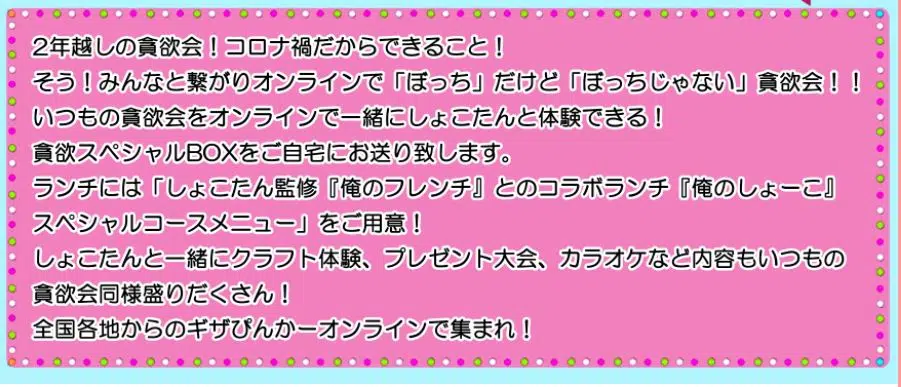 2年越しの貪欲会！コロナ禍だからできること！
そう！みんなと繋がりオンラインで「ぼっち」だけど「ぼっちじゃない」貪欲会！！
いつもの貪欲会をオンラインで一緒にしょこたんと体験できる！
貪欲スペシャルBOXをご自宅にお送り致します。
ランチには「しょこたん監修『俺のフレンチ』とのコラボランチ『俺のしょーこ』
スペシャルコースメニュー」をご用意！
しょこたんと一緒にクラフト体験、プレゼント大会、カラオケなど内容もいつもの
貪欲会同様盛りだくさん！
全国各地からのギザぴんかーオンラインで集まれ！